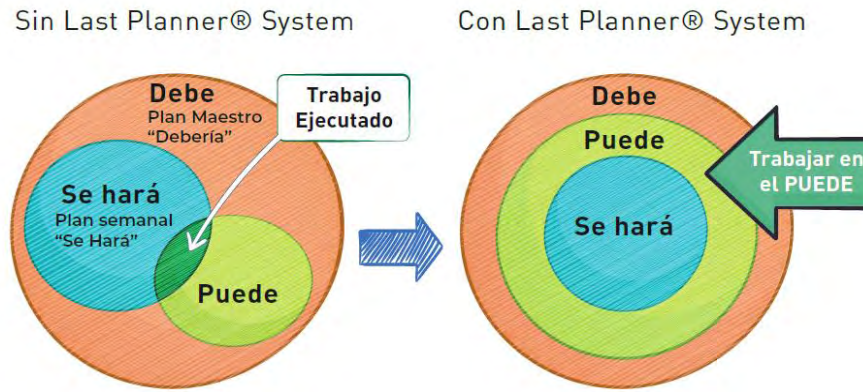 Sin Last Planner® System
Debe
Plan Maestro
“Debería”
Trabajo
Ejecutado
Se hará
Plan semanal
“Se Hará”
Puede
Con Last Planner® System
Debe
Puede
Se hará
Trabajar en
el PUEDE